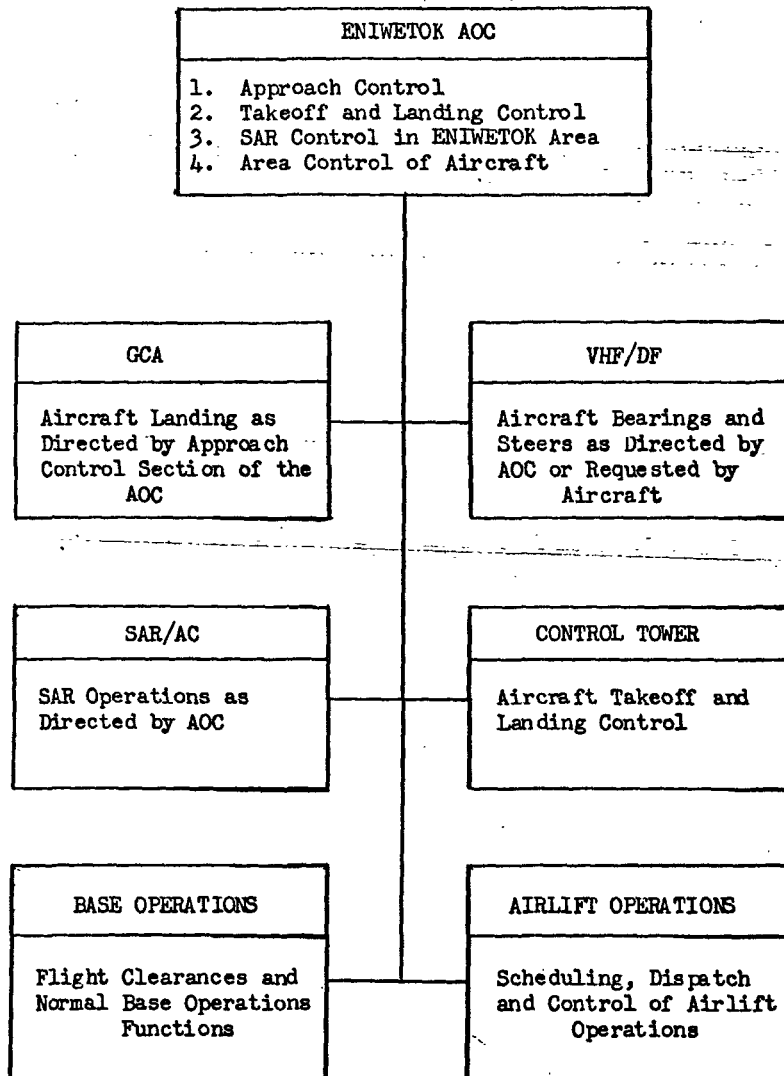 ENIWETOK AOC
1. Approach Control
2. Takeoff and Landing Control
3. SAR Control in ENIWETOK Area
4. Area Control of Aircraft
GCA
Aircraft Landing as
Directed by Approach
Control Section of the
AOC
VHF/DF
Aircraft Bearings and
Steers as Directed by
AOC or Requested by
Aircraft
SAR/AC
SAR Operations as
Directed by AOC
CONTROL TOWER
Aircraft Takeoff and
Landing Control
BASE OPERATIONS
Flight Clearances and
Normal Base Operations
Functions
AIRLIFT OPERATIONS
Scheduling, Dispatch
and Control of Airlift
Operations